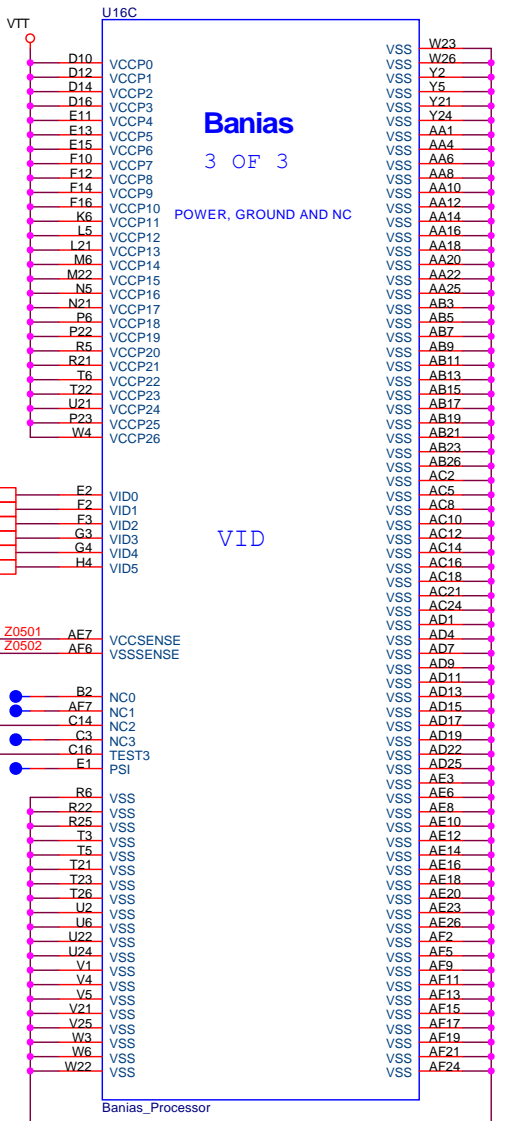 U16C
VTT
D10 VCCP0
D12 VCCP1
D14 VCCP2
D16 VCCP3
E11 VCCP4
E13 VCCP5
E15 VCCP6
F10 VCCP7
F12 VCCP8
F14 VCCP9
F16 VCCP10
K6 VCCP11
L5 VCCP12
L21 VCCP13
M6 VCCP14
M22 VCCP15
N5 VCCP16
N21 VCCP17
P6 VCCP18
P22 VCCP19
R5 VCCP20
R21 VCCP21
T6 VCCP22
T22 VCCP23
U21 VCCP24
P23 VCCP25
W4 VCCP26
E2 VID0
F2 VID1
F3 VID2
G3 VID3
G4 VID4
H4 VID5
Z0501 AE7 VCCSENSE
Z0502 AF6 VSSSENSE
B2 NC0
AF7 NC1
C14 NC2
C3 NC3
C16 TEST3
E1 PSI
R6 VSS
R22 VSS
R25 VSS
T3 VSS
T5 VSS
T21 VSS
T23 VSS
T26 VSS
U2 VSS
U6 VSS
U22 VSS
U24 VSS
V1 VSS
V4 VSS
V5 VSS
V21 VSS
V25 VSS
W3 VSS
W6 VSS
W22 VSS
Banias
3 OF 3
POWER, GROUND AND NC
VID
VSS W23
VSS W26
VSS Y2
VSS Y5
VSS Y21
VSS Y24
VSS AA1
VSS AA4
VSS AA6
VSS AA8
VSS AA10
VSS AA12
VSS AA14
VSS AA16
VSS AA18
VSS AA20
VSS AA22
VSS AA25
VSS AB3
VSS AB5
VSS AB7
VSS AB9
VSS AB11
VSS AB13
VSS AB15
VSS AB17
VSS AB19
VSS AB21
VSS AB23
VSS AB26
VSS AC2
VSS AC5
VSS AC8
VSS AC10
VSS AC12
VSS AC14
VSS AC16
VSS AC18
VSS AC21
VSS AC24
VSS AD1
VSS AD4
VSS AD7
VSS AD9
VSS AD11
VSS AD13
VSS AD15
VSS AD17
VSS AD19
VSS AD22
VSS AD25
VSS AE3
VSS AE6
VSS AE8
VSS AE10
VSS AE12
VSS AE14
VSS AE16
VSS AE18
VSS AE20
VSS AE23
VSS AE26
VSS AF2
VSS AF5
VSS AF9
VSS AF11
VSS AF13
VSS AF15
VSS AF17
VSS AF19
VSS AF21
VSS AF24
Banias_Processor